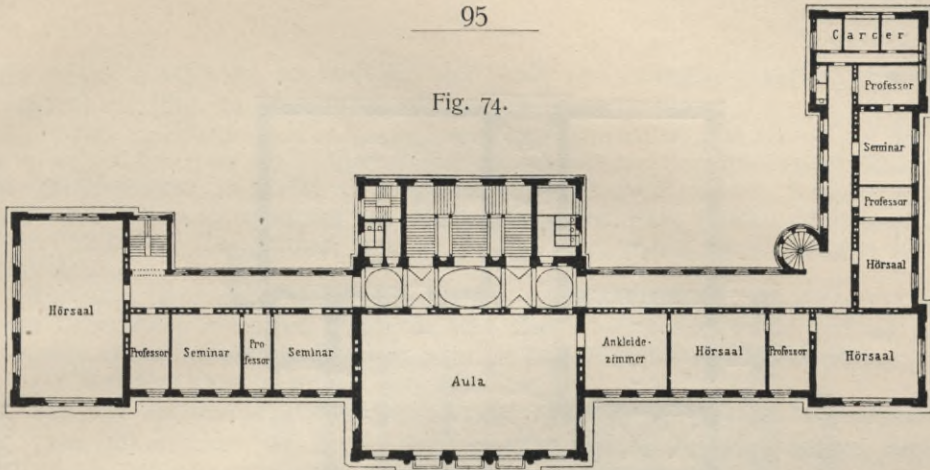 95
Fig. 74.
Carcer
Professor
Seminar
Professor
Hörsaal
Hörsaal
Professor
Seminar
Pro
fessor
Seminar
Aula
Ankleide-
zimmer
Hörsaal
Professor
Hörsaal